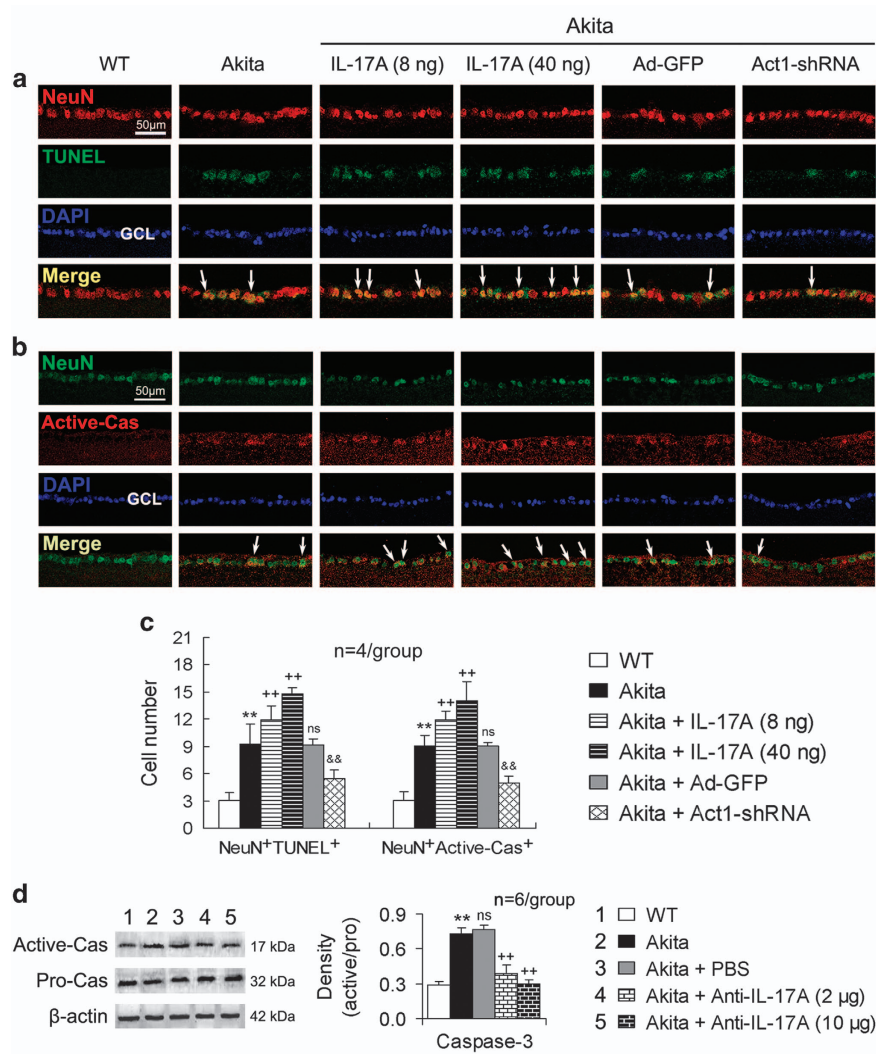 Akita
WT Akita IL-17A (8 ng) IL-17A (40 ng) Ad-GFP Act1-shRNA
a
NeuN
50µm
TUNEL
DAPI
GCL
Merge
b
NeuN
50µm
Active-Cas
DAPI
GCL
Merge
c
21
18
15
12
9
6
3
0
Cell number
n=4/group
** ++ ++ ns &&
** ++ ++ ns &&
NeuN+TUNEL+ NeuN+Active-Cas+
WT
Akita
Akita + IL-17A (8 ng)
Akita + IL-17A (40 ng)
Akita + Ad-GFP
Akita + Act1-shRNA
d
1 2 3 4 5
Active-Cas 17 kDa
Pro-Cas 32 kDa
β-actin 42 kDa
Density
(active/pro)
0.9
0.6
0.3
0.0
n=6/group
** ns ++ ++
Caspase-3
1 WT
2 Akita
3 Akita + PBS
4 Akita + Anti-IL-17A (2 µg)
5 Akita + Anti-IL-17A (10 µg)